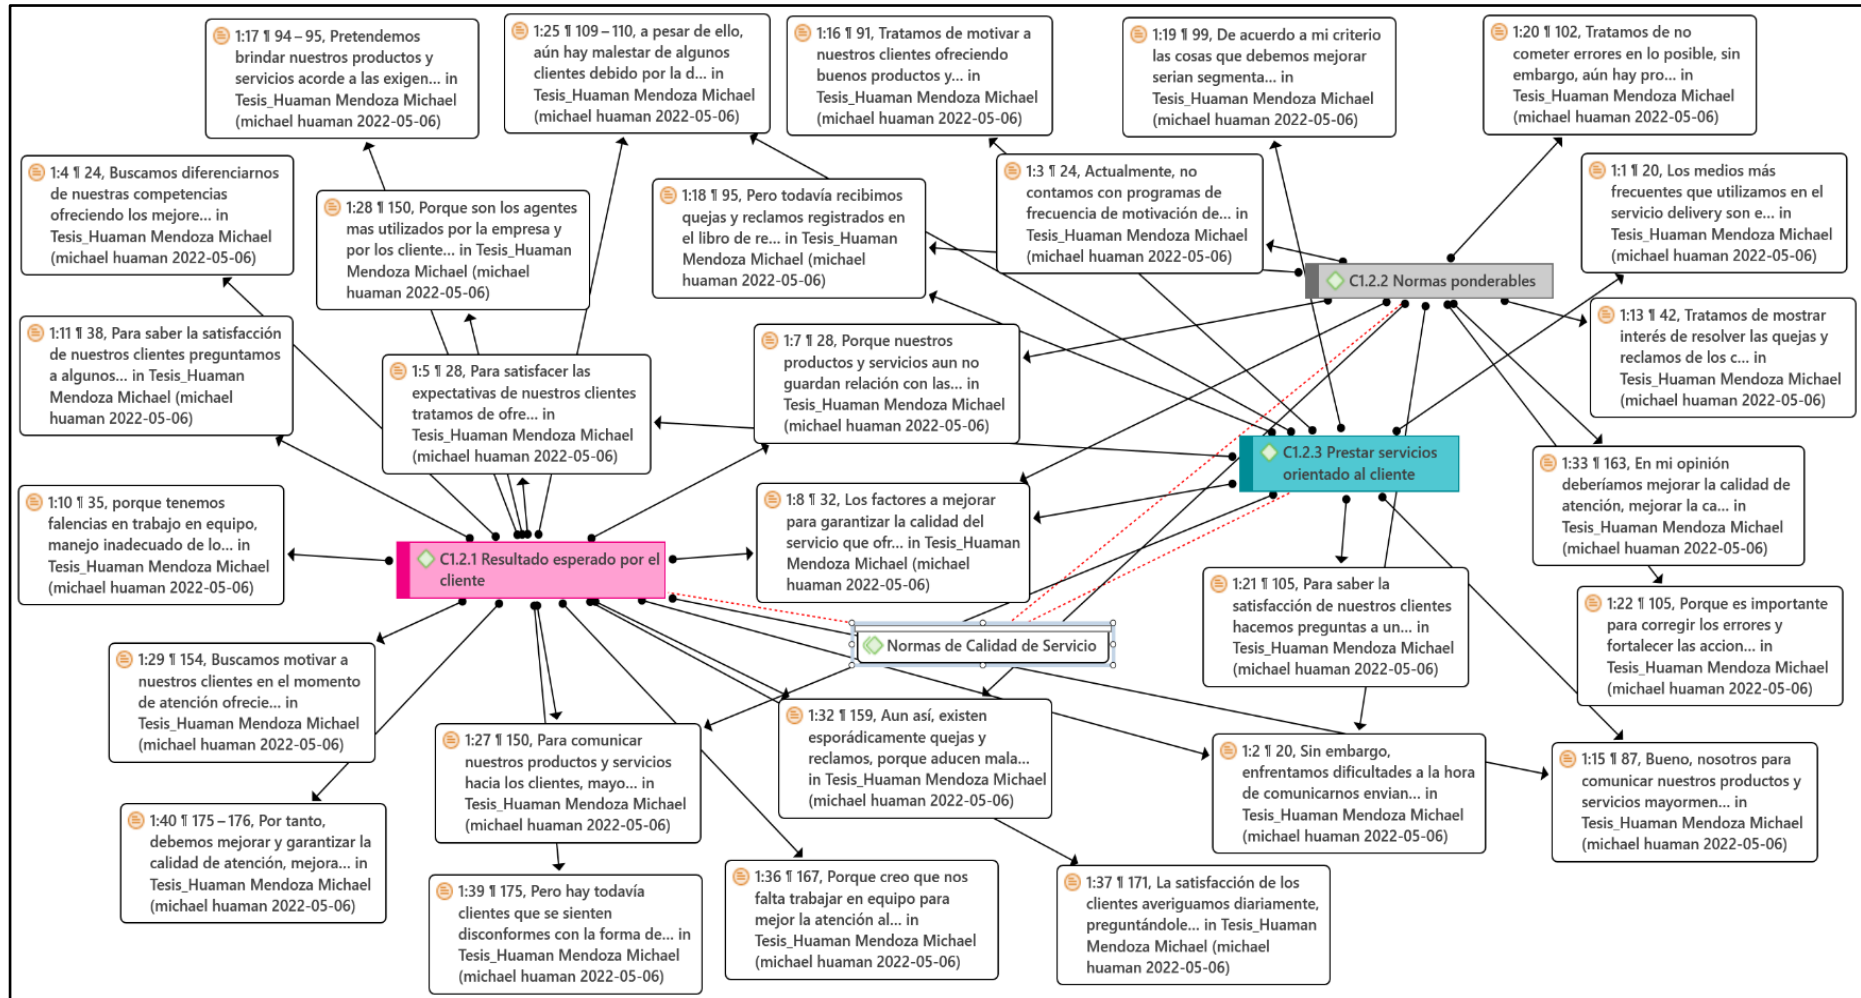 1:17 ¶ 94 – 95, Pretendemos
brindar nuestros productos y
servicios acorde a las exigen... in
Tesis_Huaman Mendoza Michael
(michael huaman 2022-05-06)
1:25 ¶ 109 – 110, a pesar de ello,
aún hay malestar de algunos
clientes debido por la d... in
Tesis_Huaman Mendoza Michael
(michael huaman 2022-05-06)
1:16 ¶ 91, Tratamos de motivar a
nuestros clientes ofreciendo
buenos productos y... in
Tesis_Huaman Mendoza Michael
(michael huaman 2022-05-06)
1:19 ¶ 99, De acuerdo a mi criterio
las cosas que debemos mejorar
serian segmenta... in
Tesis_Huaman Mendoza Michael
(michael huaman 2022-05-06)
1:20 ¶ 102, Tratamos de no
cometer errores en lo posible, sin
embargo, aún hay pro... in
Tesis_Huaman Mendoza Michael
(michael huaman 2022-05-06)
1:4 ¶ 24, Buscamos diferenciarnos
de nuestras competencias
ofreciendo los mejore... in
Tesis_Huaman Mendoza Michael
(michael huaman 2022-05-06)
1:28 ¶ 150, Porque son los agentes
mas utilizados por la empresa y
por los cliente... in Tesis_Huaman
Mendoza Michael (michael
huaman 2022-05-06)
1:18 ¶ 95, Pero todavía recibimos
quejas y reclamos registrados en
el libro de re... in Tesis_Huaman
Mendoza Michael (michael
huaman 2022-05-06)
1:3 ¶ 24, Actualmente, no
contamos con programas de
frecuencia de motivación de... in
Tesis_Huaman Mendoza Michael
(michael huaman 2022-05-06)
1:1 ¶ 20, Los medios más
frecuentes que utilizamos en el
servicio delivery son e... in
Tesis_Huaman Mendoza Michael
(michael huaman 2022-05-06)
C1.2.2 Normas ponderables
1:11 ¶ 38, Para saber la satisfacción
de nuestros clientes preguntamos
a algunos... in Tesis_Huaman
Mendoza Michael (michael huaman
2022-05-06)
1:5 ¶ 28, Para satisfacer las
expectativas de nuestros clientes
tratamos de ofre... in
Tesis_Huaman Mendoza Michael
(michael huaman 2022-05-06)
1:7 ¶ 28, Porque nuestros
productos y servicios aun no
guardan relación con las... in
Tesis_Huaman Mendoza Michael
(michael huaman 2022-05-06)
1:13 ¶ 42, Tratamos de mostrar
interés de resolver las quejas y
reclamos de los c... in
Tesis_Huaman Mendoza Michael
(michael huaman 2022-05-06)
C1.2.3 Prestar servicios
orientado al cliente
1:33 ¶ 163, En mi opinión
deberíamos mejorar la calidad de
atención, mejorar la ca... in
Tesis_Huaman Mendoza Michael
(michael huaman 2022-05-06)
1:10 ¶ 35, porque tenemos
falencias en trabajo en equipo,
manejo inadecuado de lo... in
Tesis_Huaman Mendoza Michael
(michael huaman 2022-05-06)
C1.2.1 Resultado esperado por el
cliente
1:8 ¶ 32, Los factores a mejorar
para garantizar la calidad del
servicio que ofr... in Tesis_Huaman
Mendoza Michael (michael
huaman 2022-05-06)
1:21 ¶ 105, Para saber la
satisfacción de nuestros clientes
hacemos preguntas a un... in
Tesis_Huaman Mendoza Michael
(michael huaman 2022-05-06)
1:22 ¶ 105, Porque es importante
para corregir los errores y
fortalecer las accion... in
Tesis_Huaman Mendoza Michael
(michael huaman 2022-05-06)
Normas de Calidad de Servicio
1:29 ¶ 154, Buscamos motivar a
nuestros clientes en el momento
de atención ofrecie... in
Tesis_Huaman Mendoza Michael
(michael huaman 2022-05-06)
1:27 ¶ 150, Para comunicar
nuestros productos y servicios
hacia los clientes, mayo... in
Tesis_Huaman Mendoza Michael
(michael huaman 2022-05-06)
1:32 ¶ 159, Aun así, existen
esporádicamente quejas y
reclamos, porque aducen mala...
in Tesis_Huaman Mendoza Michael
(michael huaman 2022-05-06)
1:2 ¶ 20, Sin embargo,
enfrentamos dificultades a la hora
de comunicarnos envian... in
Tesis_Huaman Mendoza Michael
(michael huaman 2022-05-06)
1:15 ¶ 87, Bueno, nosotros para
comunicar nuestros productos y
servicios mayormen... in
Tesis_Huaman Mendoza Michael
(michael huaman 2022-05-06)
1:40 ¶ 175 – 176, Por tanto,
debemos mejorar y garantizar la
calidad de atención, mejora... in
Tesis_Huaman Mendoza Michael
(michael huaman 2022-05-06)
1:39 ¶ 175, Pero hay todavía
clientes que se sienten
disconformes con la forma de... in
Tesis_Huaman Mendoza Michael
(michael huaman 2022-05-06)
1:36 ¶ 167, Porque creo que nos
falta trabajar en equipo para
mejor la atención al... in
Tesis_Huaman Mendoza Michael
(michael huaman 2022-05-06)
1:37 ¶ 171, La satisfacción de los
clientes averiguamos diariamente,
preguntándole... in Tesis_Huaman
Mendoza Michael (michael
huaman 2022-05-06)